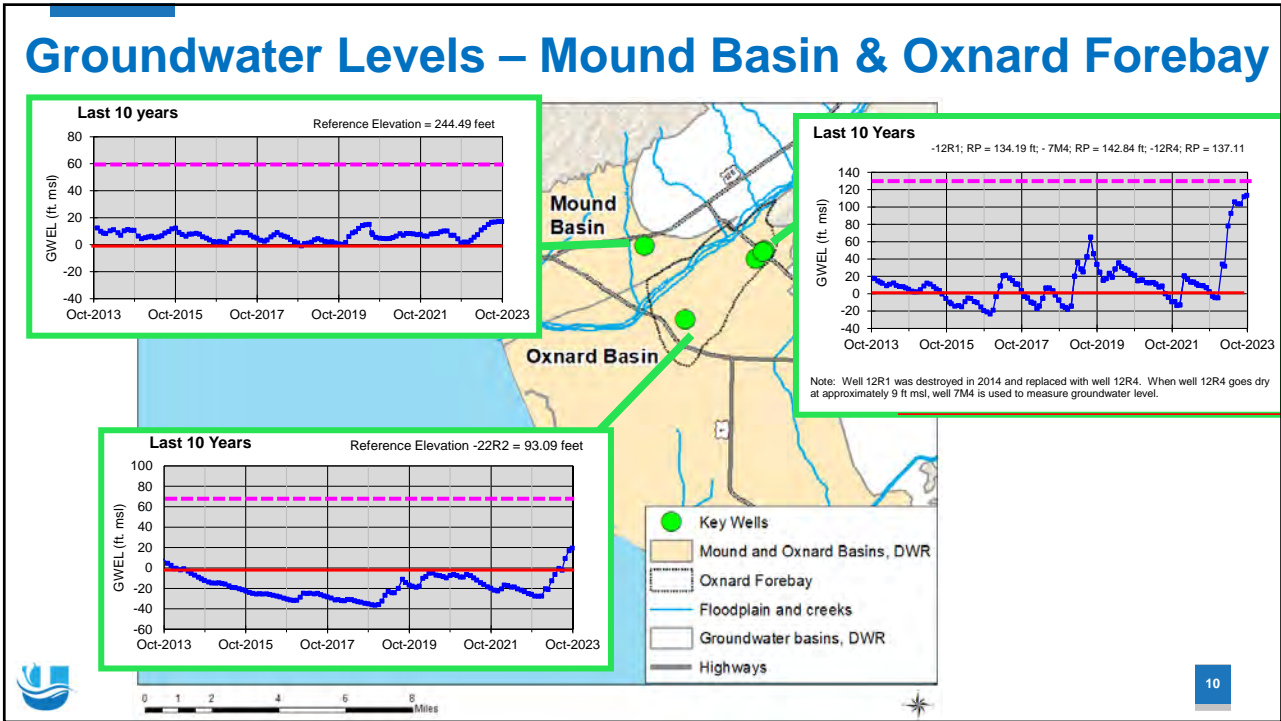 Groundwater Levels – Mound Basin & Oxnard Forebay
Last 10 years
Reference Elevation = 244.49 feet
80
60
40
20
0
-20
-40
GWEL (ft. msl)
Oct-2013
Oct-2015
Oct-2017
Oct-2019
Oct-2021
Oct-2023
Last 10 Years
-12R1; RP = 134.19 ft; - 7M4; RP = 142.84 ft; -12R4; RP = 137.11
140
120
100
80
60
40
20
0
-20
-40
GWEL (ft. msl)
Oct-2013
Oct-2015
Oct-2017
Oct-2019
Oct-2021
Oct-2023
Note: Well 12R1 was destroyed in 2014 and replaced with well 12R4. When well 12R4 goes dry
at approximately 9 ft msl, well 7M4 is used to measure groundwater level.
Mound
Basin
126
Oxnard Basin
1
Last 10 Years
Reference Elevation -22R2 = 93.09 feet
100
80
60
40
20
0
-20
-40
-60
GWEL (ft. msl)
Oct-2013
Oct-2015
Oct-2017
Oct-2019
Oct-2021
Oct-2023
Key Wells
Mound and Oxnard Basins, DWR
Oxnard Forebay
Floodplain and creeks
Groundwater basins, DWR
Highways
0 1 2 4 6 8
Miles
10